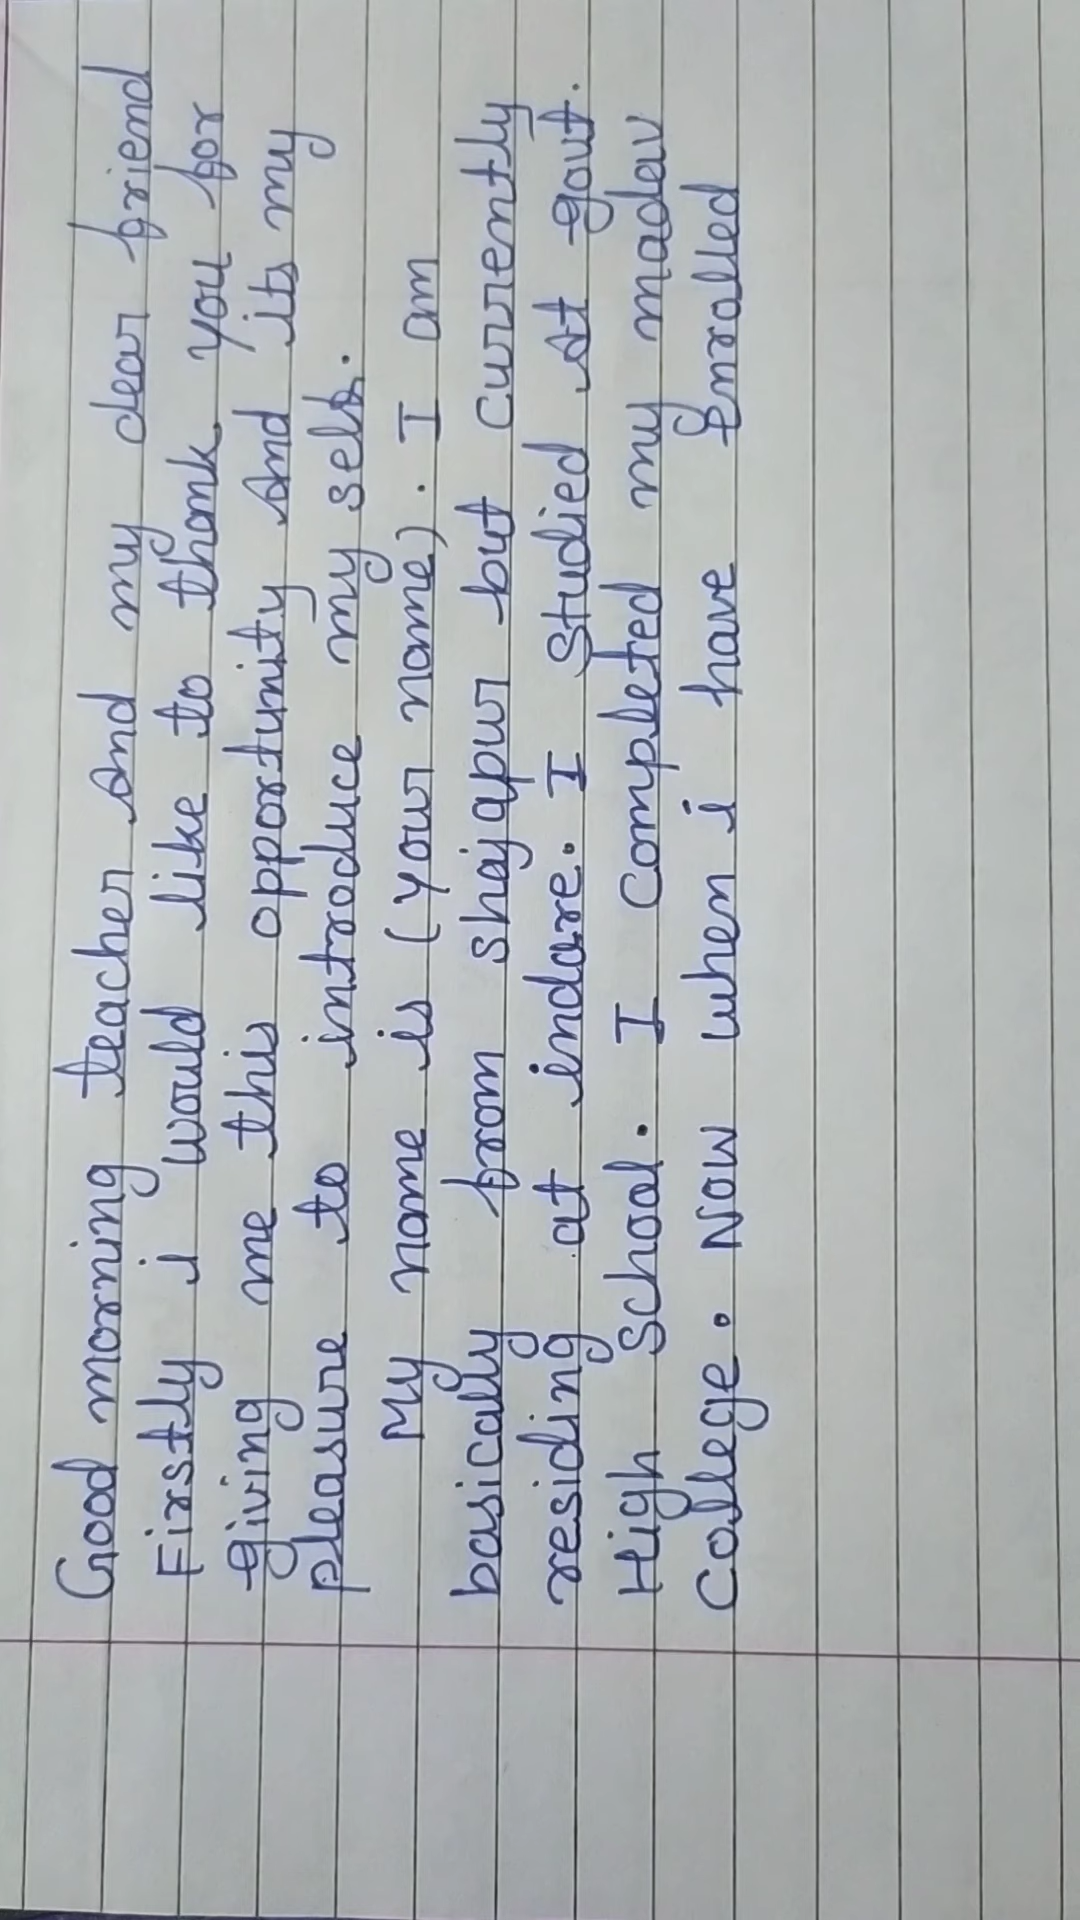 Good morning teacher And my dear friend
Firstly i would like to thank you for
giving me this opportunity And its my
pleasure to introduce my self.
My name is (your name). I am
basically from shajapur but currently
residing at indore. I studied At govt.
High School. I Completed my madev
College. Now when i have Enrolled